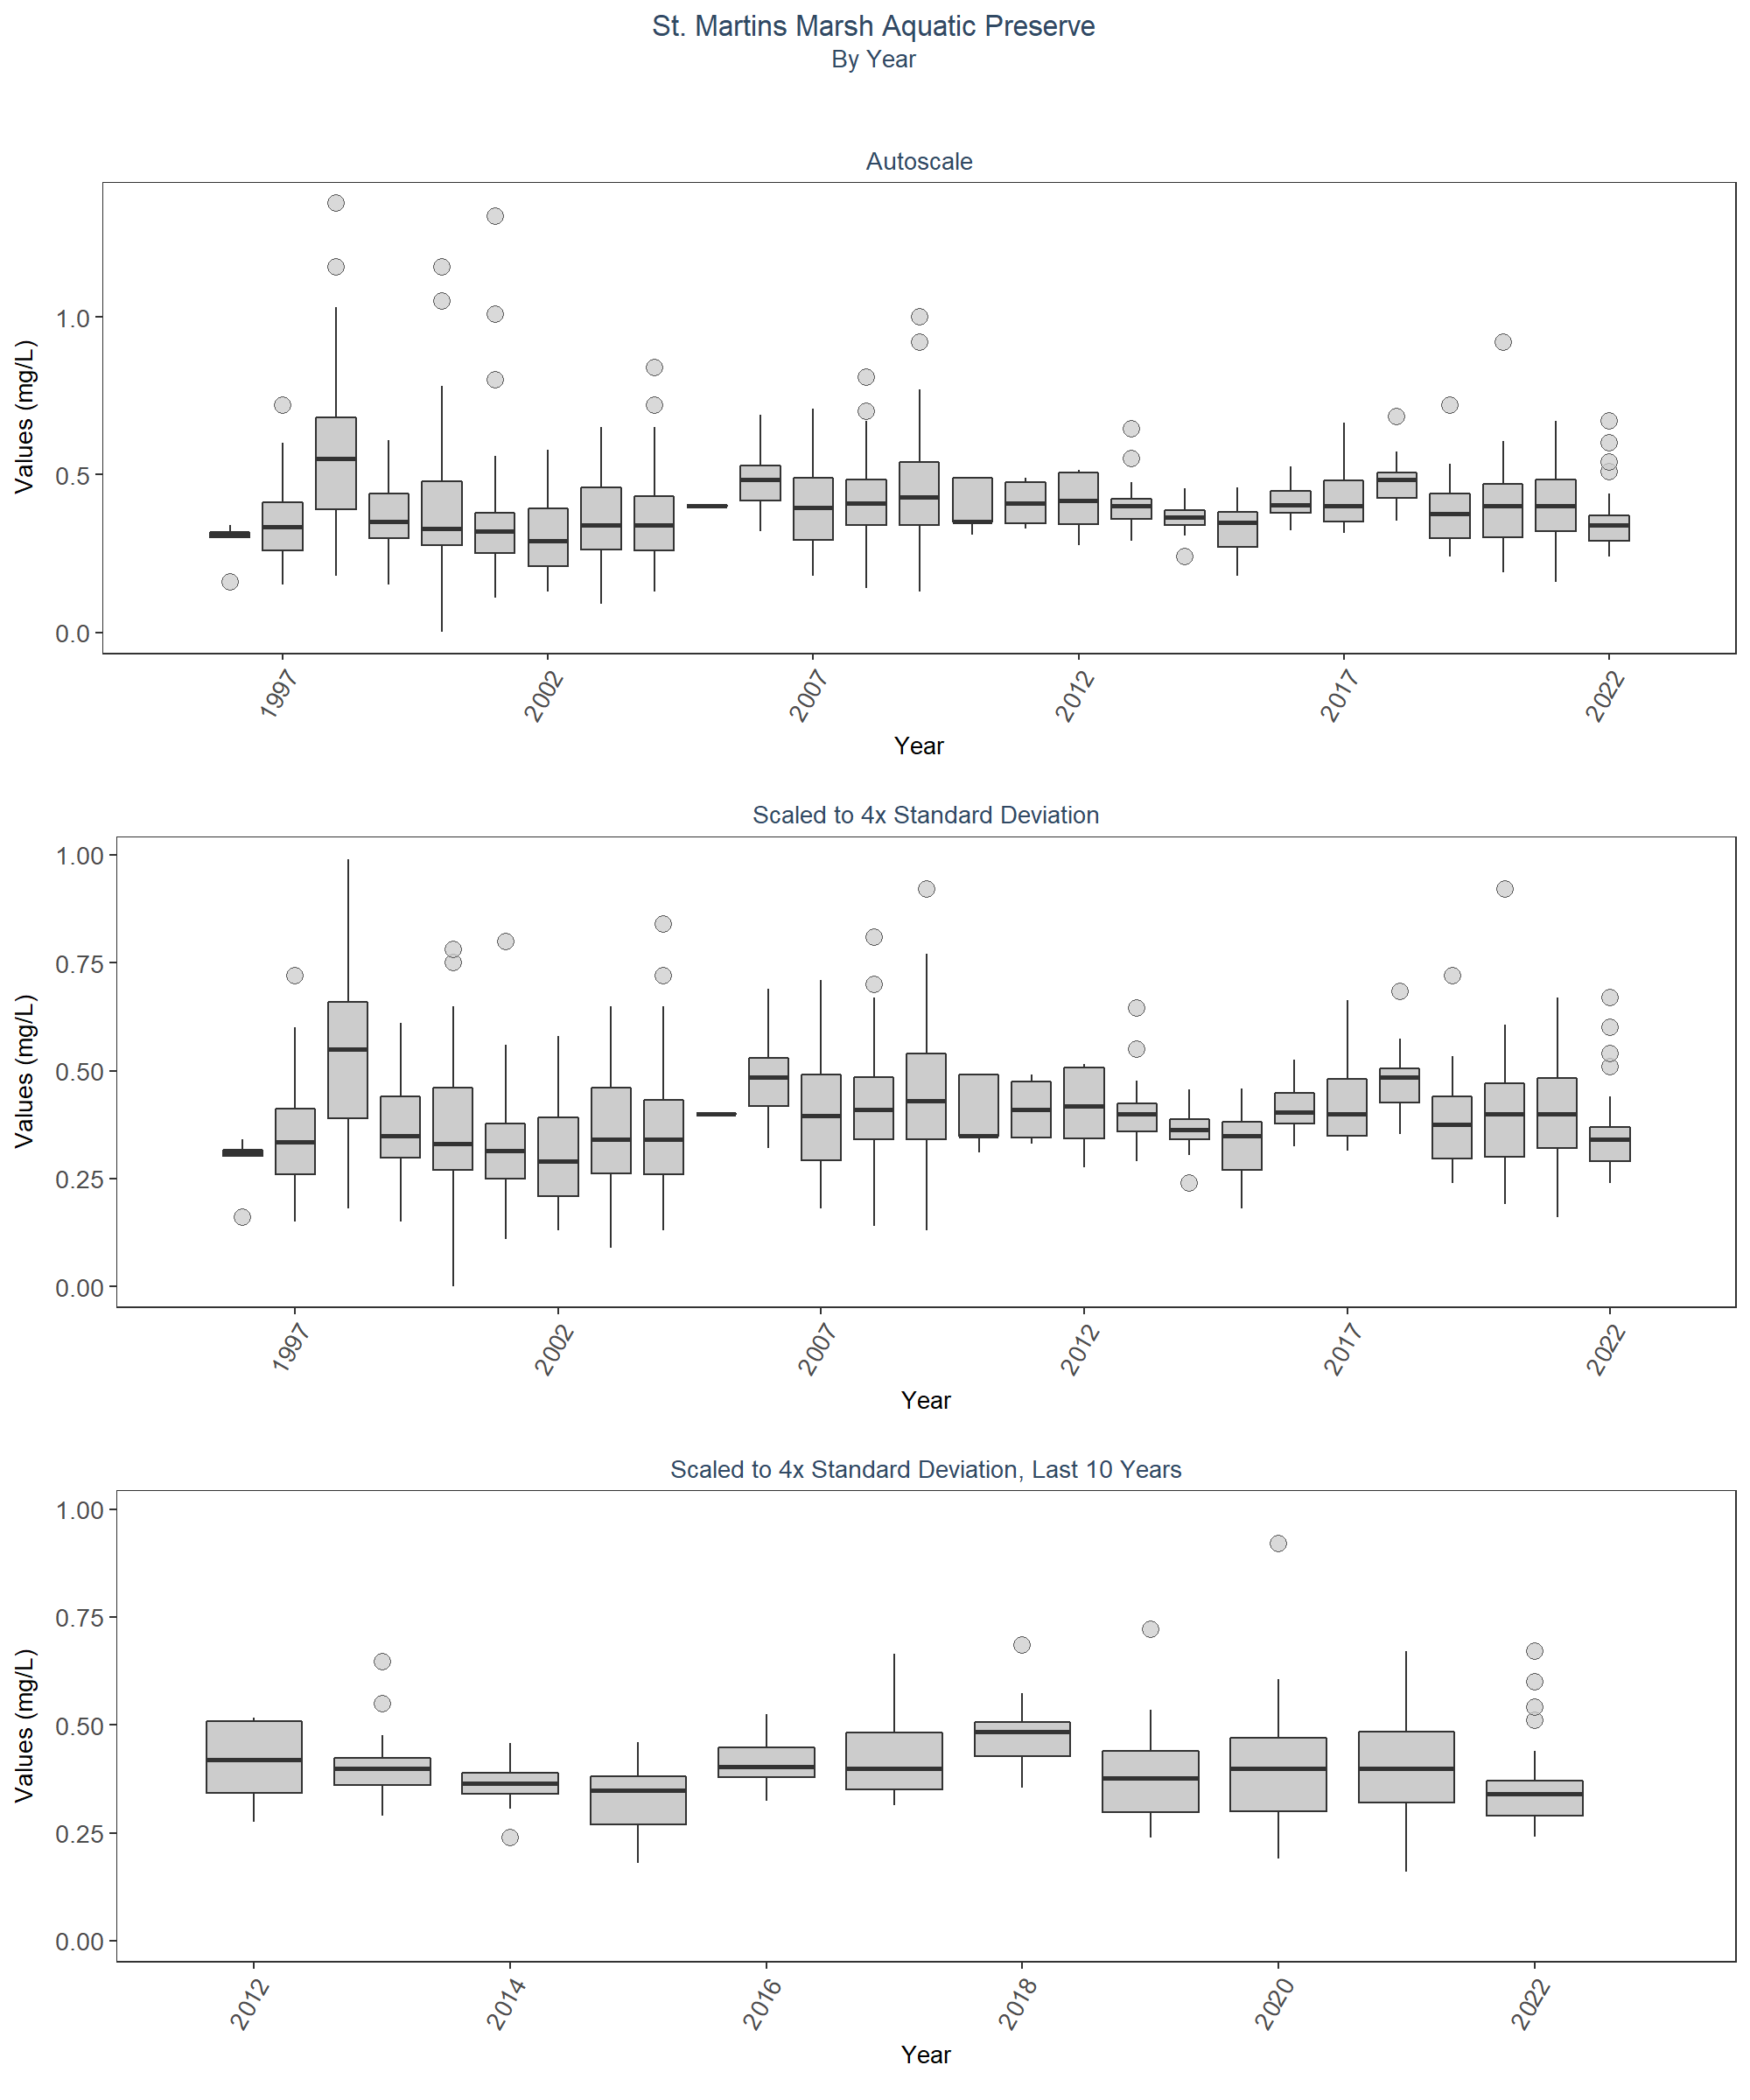 St. Martins Marsh Aquatic Preserve
By Year
Autoscale
Values (mg/L)
1.0
0.5
0.0
1997
2002
2007
2012
2017
2022
Year
Scaled to 4x Standard Deviation
Values (mg/L)
1.00
0.75
0.50
0.25
0.00
1997
2002
2007
2012
2017
2022
Year
Scaled to 4x Standard Deviation, Last 10 Years
Values (mg/L)
1.00
0.75
0.50
0.25
0.00
2012
2014
2016
2018
2020
2022
Year